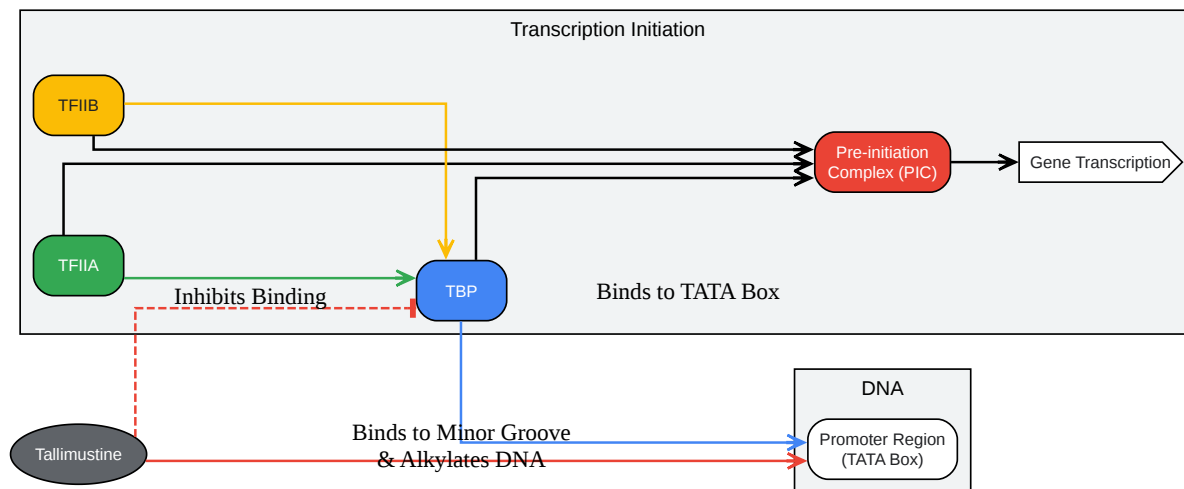 Transcription Initiation
TFIIB
Pre-initiation
Complex (PIC)
Gene Transcription
TFIIA
TBP
Inhibits Binding
Binds to TATA Box
DNA
Binds to Minor Groove
& Alkylates DNA
Tallimustine
Promoter Region
(TATA Box)